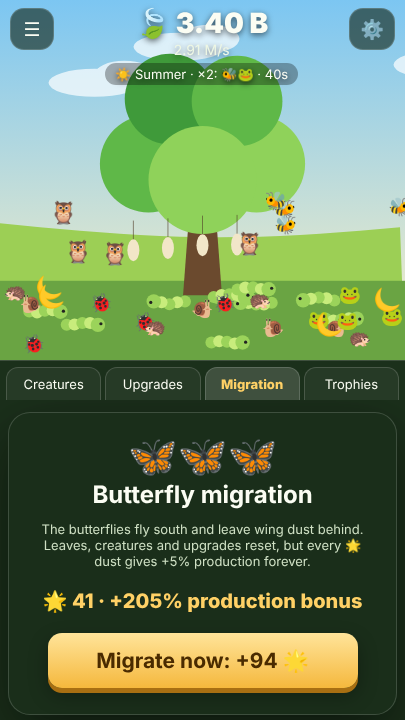 3.40 B
2.91 M/s
Summer · ×2: · 40s
Creatures
Upgrades
Migration
Trophies
Butterfly migration
The butterflies fly south and leave wing dust behind.
Leaves, creatures and upgrades reset, but every
dust gives +5% production forever.
41 · +205% production bonus
Migrate now: +94